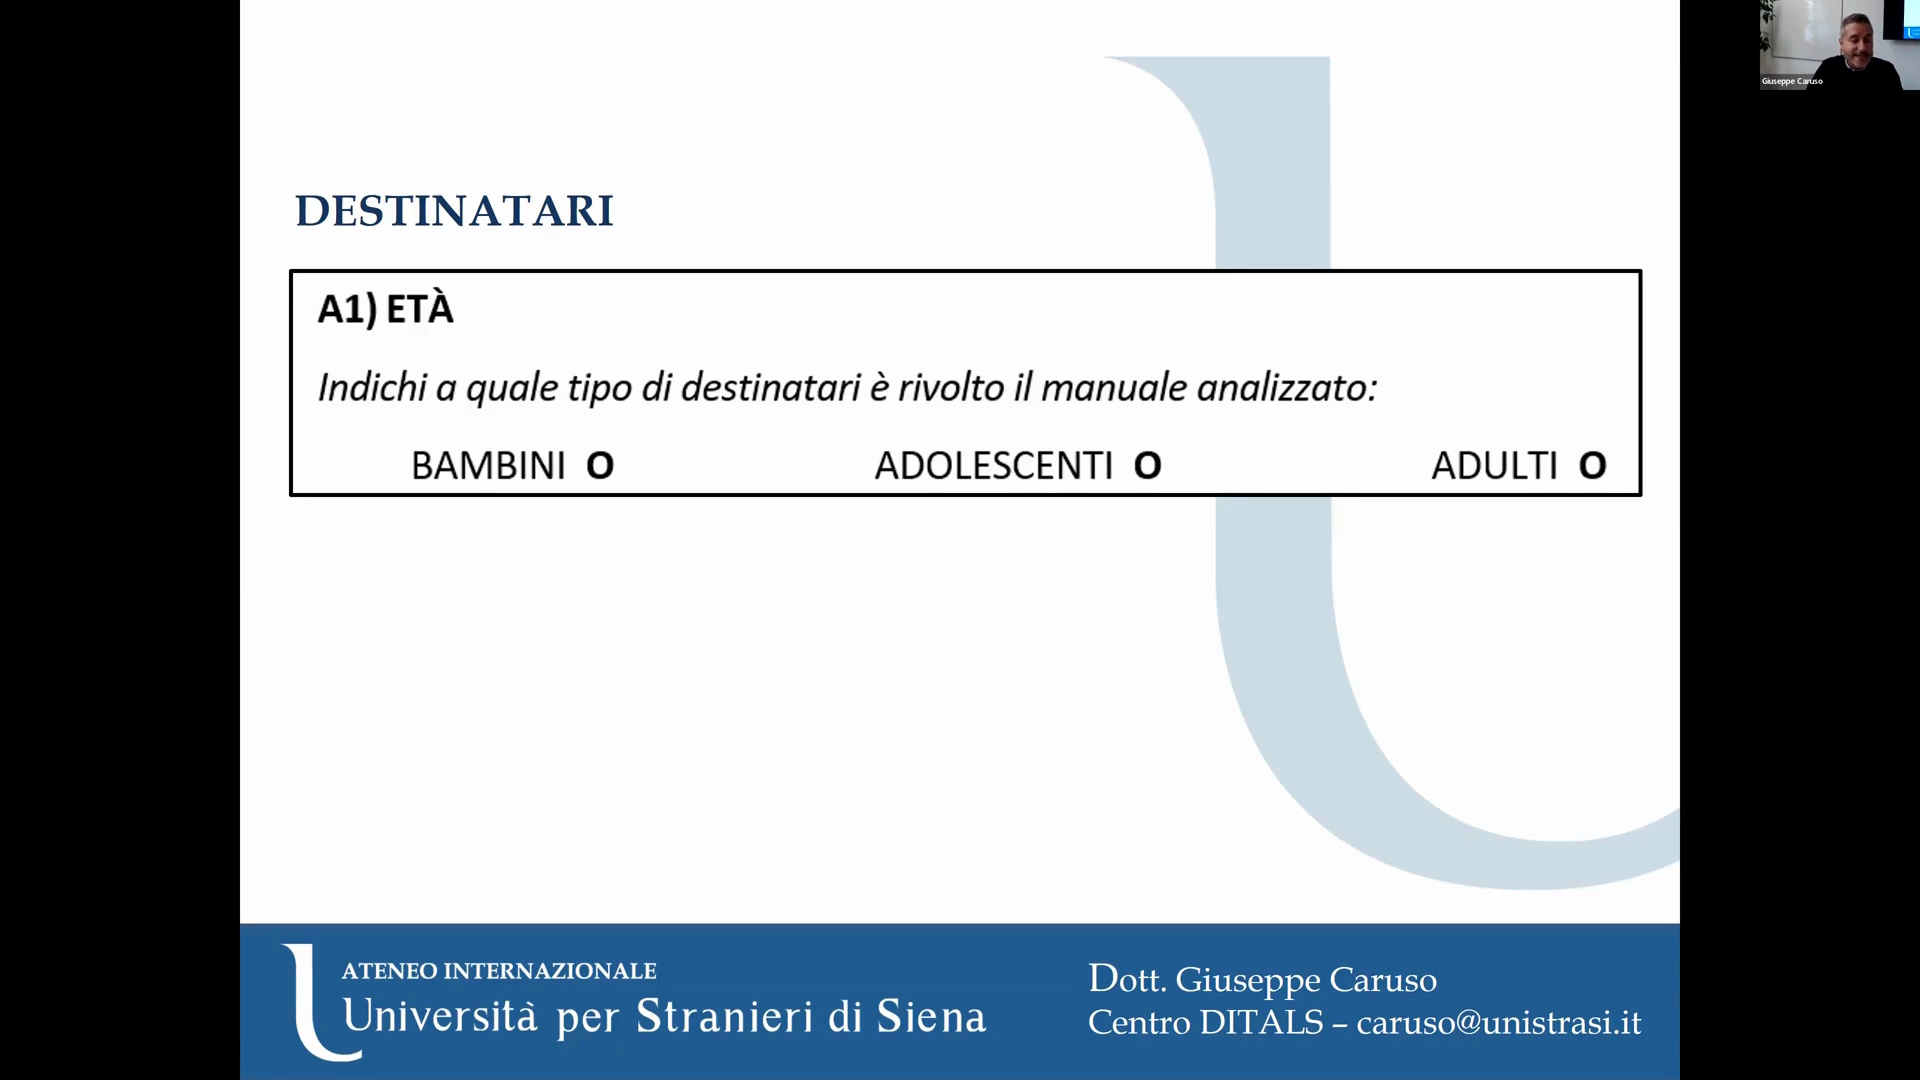 Giuseppe Caruso
DESTINATARI
A1) ETÀ
Indichi a quale tipo di destinatari è rivolto il manuale analizzato:
BAMBINI O ADOLESCENTI O ADULTI O
ATENEO INTERNAZIONALE
Università per Stranieri di Siena
Dott. Giuseppe Caruso
Centro DITALS – caruso@unistrasi.it